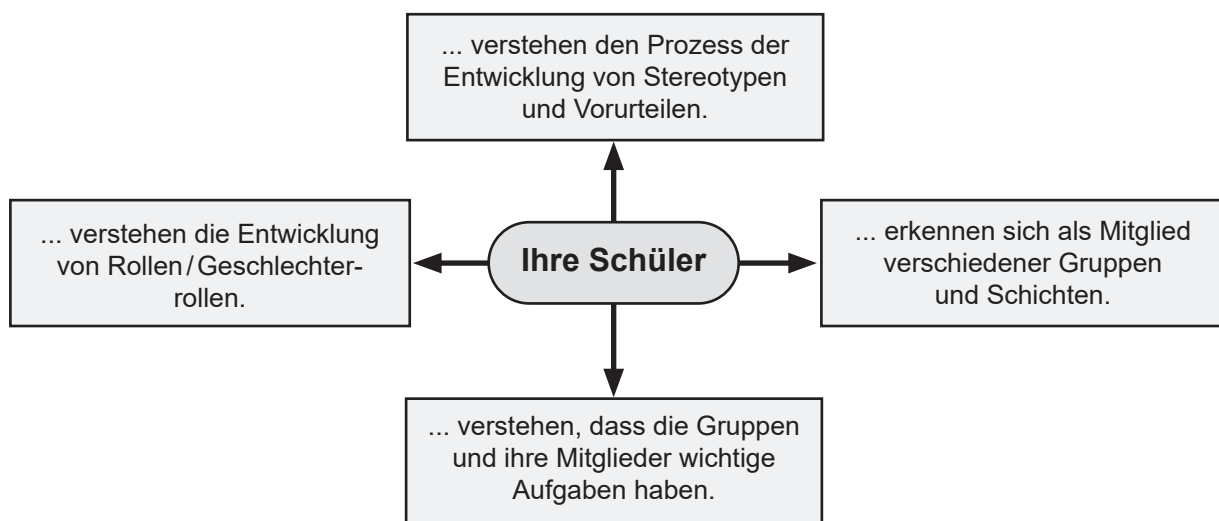 ... verstehen den Prozess der
Entwicklung von Stereotypen
und Vorurteilen.
... verstehen die Entwicklung
von Rollen / Geschlechter-
rollen.
Ihre Schüler
... erkennen sich als Mitglied
verschiedener Gruppen
und Schichten.
... verstehen, dass die Gruppen
und ihre Mitglieder wichtige
Aufgaben haben.